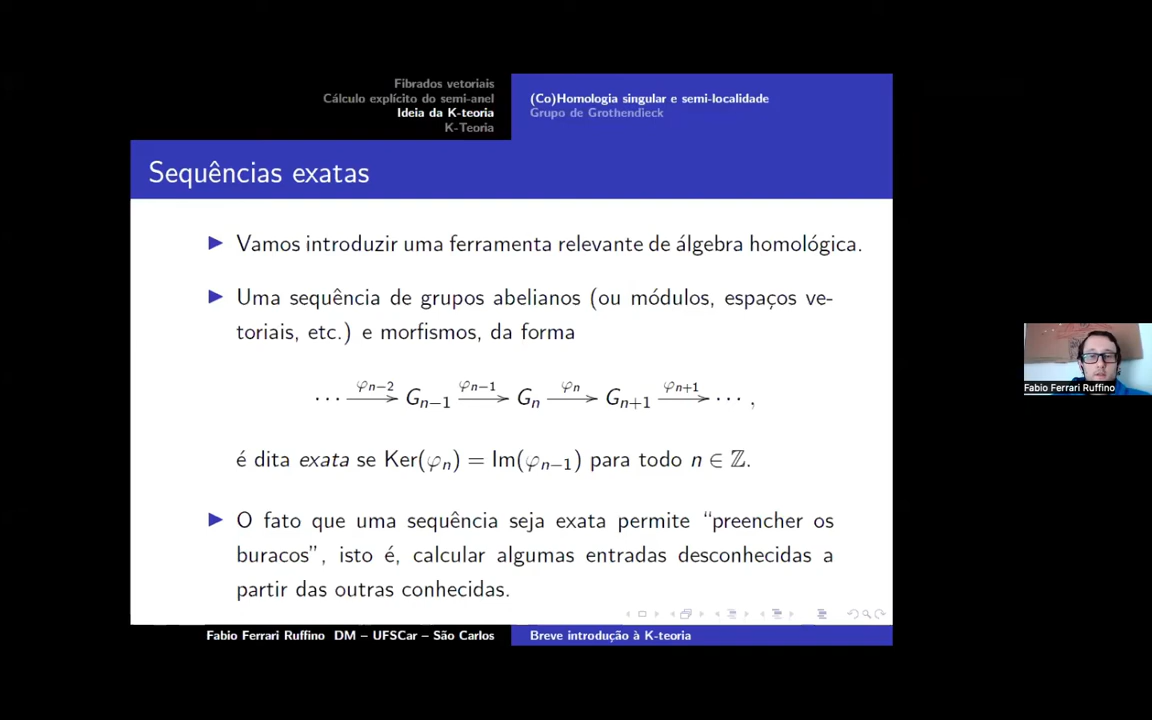 Fibrados vetoriais
Cálculo explícito do semi-anel
Ideia da K-teoria
K-Teoria
(Co)Homologia singular e semi-localidade
Grupo de Grothendieck
Sequências exatas
Vamos introduzir uma ferramenta relevante de álgebra homológica.
Uma sequência de grupos abelianos (ou módulos, espaços ve-
toriais, etc.) e morfismos, da forma
⋯ —φₙ₋₂→ Gₙ₋₁ —φₙ₋₁→ Gₙ —φₙ→ Gₙ₊₁ —φₙ₊₁→ ⋯ ,
é dita exata se Ker(φₙ) = Im(φₙ₋₁) para todo n ∈ ℤ.
O fato que uma sequência seja exata permite “preencher os
buracos”, isto é, calcular algumas entradas desconhecidas a
partir das outras conhecidas.
Fabio Ferrari Ruffino DM – UFSCar – São Carlos
Breve introdução à K-teoria
Fabio Ferrari Ruffino